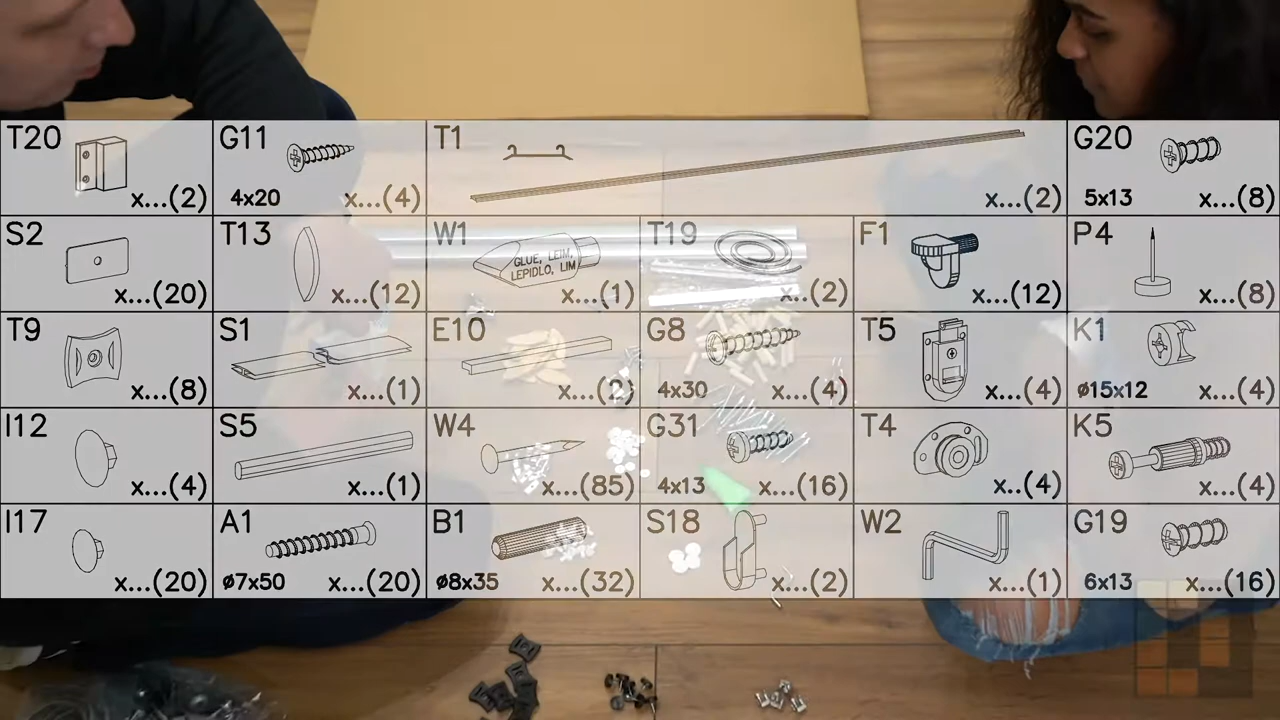 T20
x...(2)
G11
4x20 x...(4)
T1
x...(2)
G20
5x13 x...(8)
S2
x...(20)
T13
x...(12)
W1
GLUE, LEIM,
LEPIDLO, LIM
x...(1)
T19
x..(2)
F1
x...(12)
P4
x...(8)
T9
x...(8)
S1
x...(1)
E10
x...(2)
G8
4x30 x...(4)
T5
x...(4)
K1
ø15x12 x...(4)
I12
x...(4)
S5
x...(1)
W4
x...(85)
G31
4x13 x...(16)
T4
x..(4)
K5
x...(4)
I17
x...(20)
A1
ø7x50 x...(20)
B1
ø8x35 x...(32)
S18
x...(2)
W2
x...(1)
G19
6x13 x...(16)